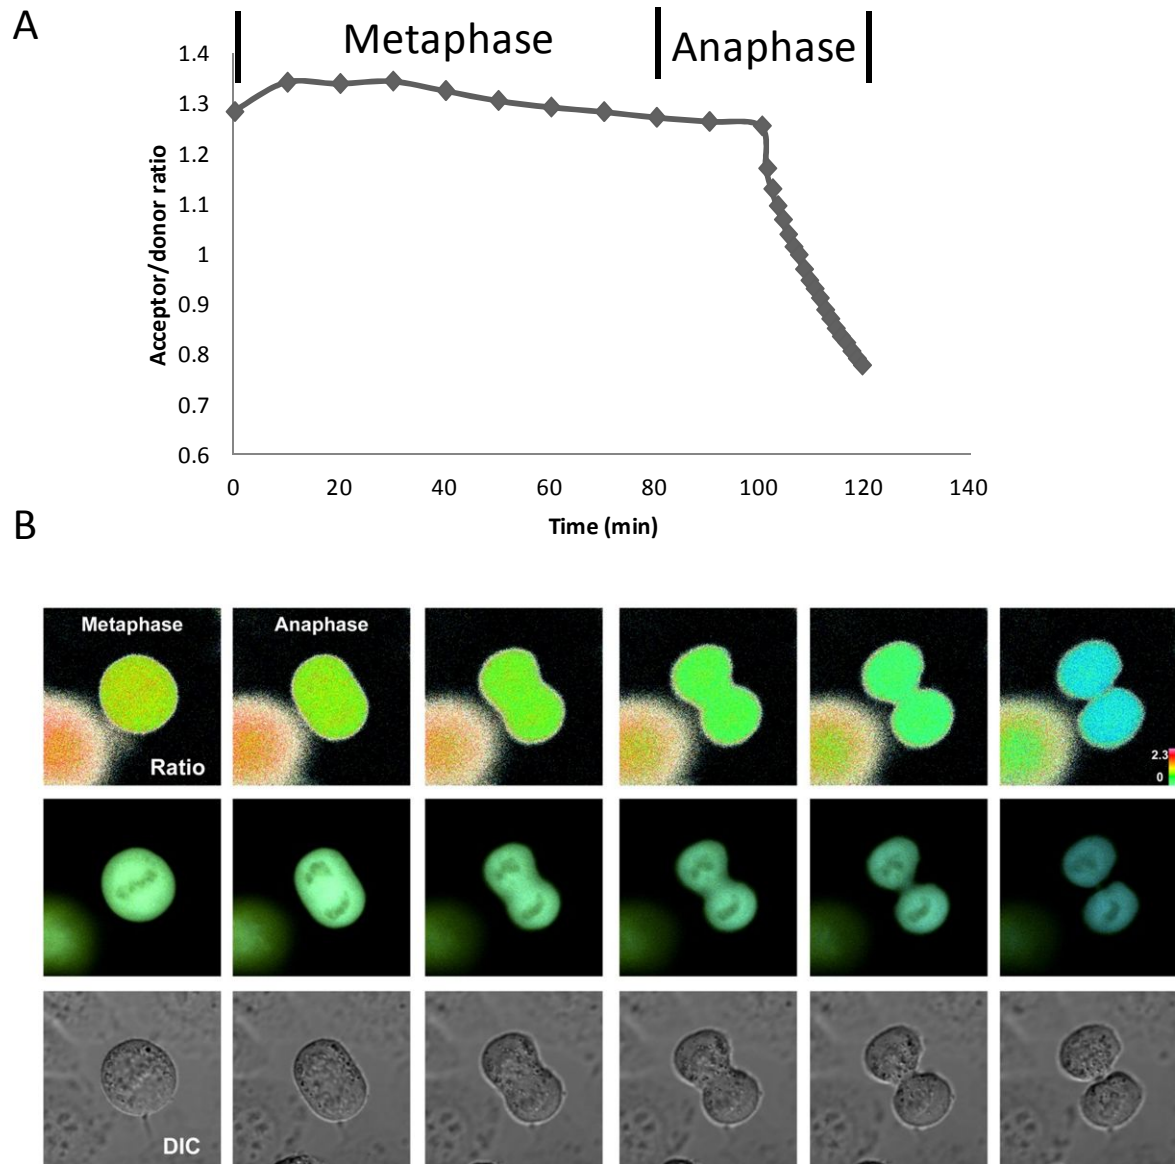 A
Metaphase
Anaphase
1.4
1.3
1.2
1.1
1
0.9
0.8
0.7
0.6
Acceptor/donor ratio
0 20 40 60 80 100 120 140
Time (min)
B
Metaphase
Anaphase
Ratio
2.3
0
DIC